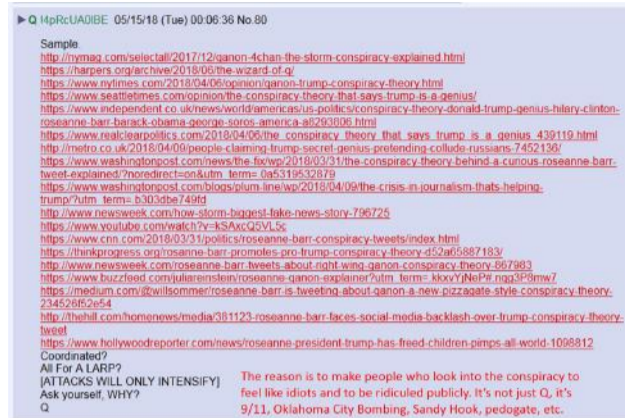 Q !4pRcUA0lBE 05/15/18 (Tue) 00:06:36 No.80
Sample.
http://nymag.com/selectall/2017/12/qanon-4chan-the-storm-conspiracy-explained.html
https://harpers.org/archive/2018/06/the-wizard-of-q/
https://www.nytimes.com/2018/04/06/opinion/qanon-trump-conspiracy-theory.html
https://www.seattletimes.com/opinion/the-conspiracy-theory-that-says-trump-is-a-genius/
https://www.independent.co.uk/news/world/americas/us-politics/conspiracy-theory-donald-trump-genius-hilary-clinton-
roseanne-barr-barack-obama-george-soros-america-a8293806.html
https://www.realclearpolitics.com/2018/04/06/the_conspiracy_theory_that_says_trump_is_a_genius_439119.html
http://metro.co.uk/2018/04/09/people-claiming-trump-secret-genius-pretending-collude-russians-7452136/
https://www.washingtonpost.com/news/the-fix/wp/2018/03/31/the-conspiracy-theory-behind-a-curious-roseanne-barr-
tweet-explained/?noredirect=on&utm_term=.0a5319532879
https://www.washingtonpost.com/blogs/plum-line/wp/2018/04/09/the-crisis-in-journalism-thats-helping-
trump/?utm_term=.b303dbe749fd
http://www.newsweek.com/how-storm-biggest-fake-news-story-796725
https://www.youtube.com/watch?v=kSAxcQ5VL5c
https://www.cnn.com/2018/03/31/politics/roseanne-barr-conspiracy-tweets/index.html
https://thinkprogress.org/roseanne-barr-promotes-pro-trump-conspiracy-theory-d52a65887183/
http://www.newsweek.com/roseanne-barr-tweets-about-right-wing-qanon-conspiracy-theory-867983
https://www.buzzfeed.com/juliareinstein/roseanne-qanon-explainer?utm_term=.kkxvYjNeP#.nqg3P8mw7
https://medium.com/@willsommer/roseanne-barr-is-tweeting-about-qanon-a-new-pizzagate-style-conspiracy-theory-
234526f52e54
http://thehill.com/homenews/media/381123-roseanne-barr-faces-social-media-backlash-over-trump-conspiracy-theory-
tweet
https://www.hollywoodreporter.com/news/roseanne-president-trump-has-freed-children-pimps-all-world-1098812
Coordinated?
All For A LARP?
[ATTACKS WILL ONLY INTENSIFY]
Ask yourself, WHY?
Q
The reason is to make people who look into the conspiracy to
feel like idiots and to be ridiculed publicly. It's not just Q, it's
9/11, Oklahoma City Bombing, Sandy Hook, pedogate, etc.